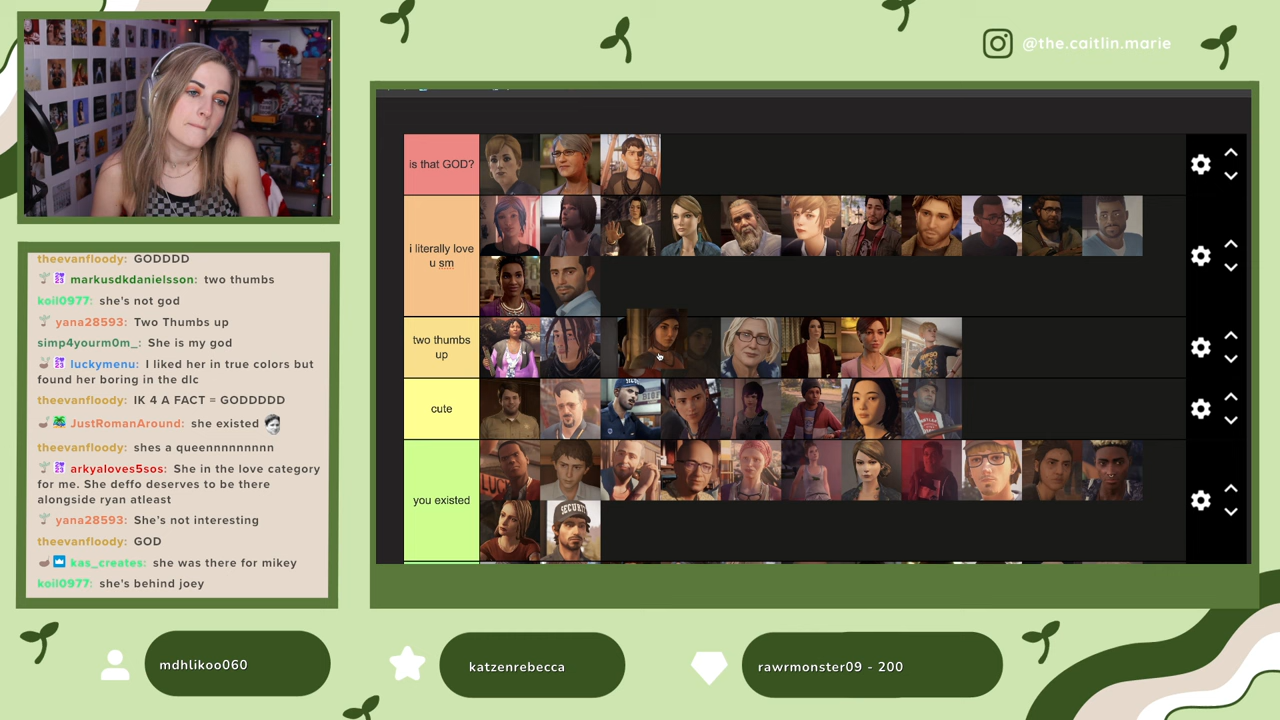 @the.caitlin.marie
theevanfloody: GODDDD
markusdkdanielsson: two thumbs
koil0977: she's not god
yana28593: Two Thumbs up
simp4yourm0m_: She is my god
luckymenu: I liked her in true colors but
found her boring in the dlc
theevanfloody: IK 4 A FACT = GODDDDD
JustRomanAround: she existed
theevanfloody: shes a queennnnnnnnn
arkyaloves5sos: She in the love category
for me. She deffo deserves to be there
alongside ryan atleast
yana28593: She's not interesting
theevanfloody: GOD
kas_creates: she was there for mikey
koil0977: she's behind joey
is that GOD?
i literally love
u sm
two thumbs
up
cute
you existed
SECURITY
mdhlikoo060
katzenrebecca
rawrmonster09 - 200